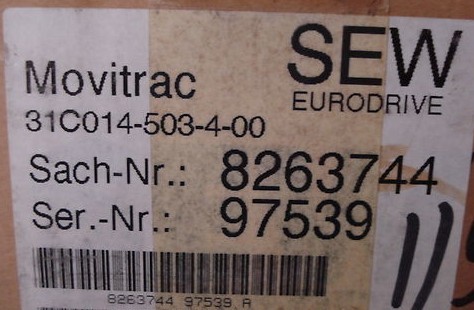 SEW
EURODRIVE
Movitrac
31C014-503-4-00
Sach-Nr.: 8263744
Ser.-Nr.: 97539
8263744 97539 A